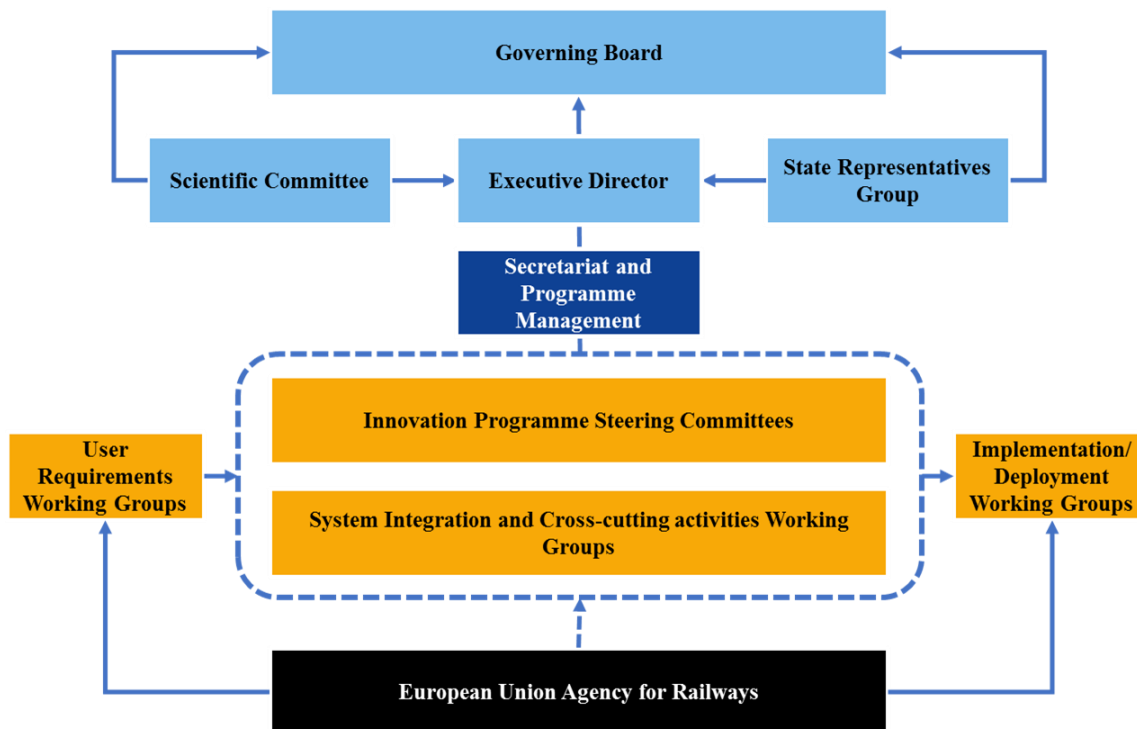 Governing Board
Scientific Committee
Executive Director
State Representatives
Group
Secretariat and
Programme
Management
Innovation Programme Steering Committees
User
Requirements
Working Groups
System Integration and Cross-cutting activities Working
Groups
Implementation/
Deployment
Working Groups
European Union Agency for Railways